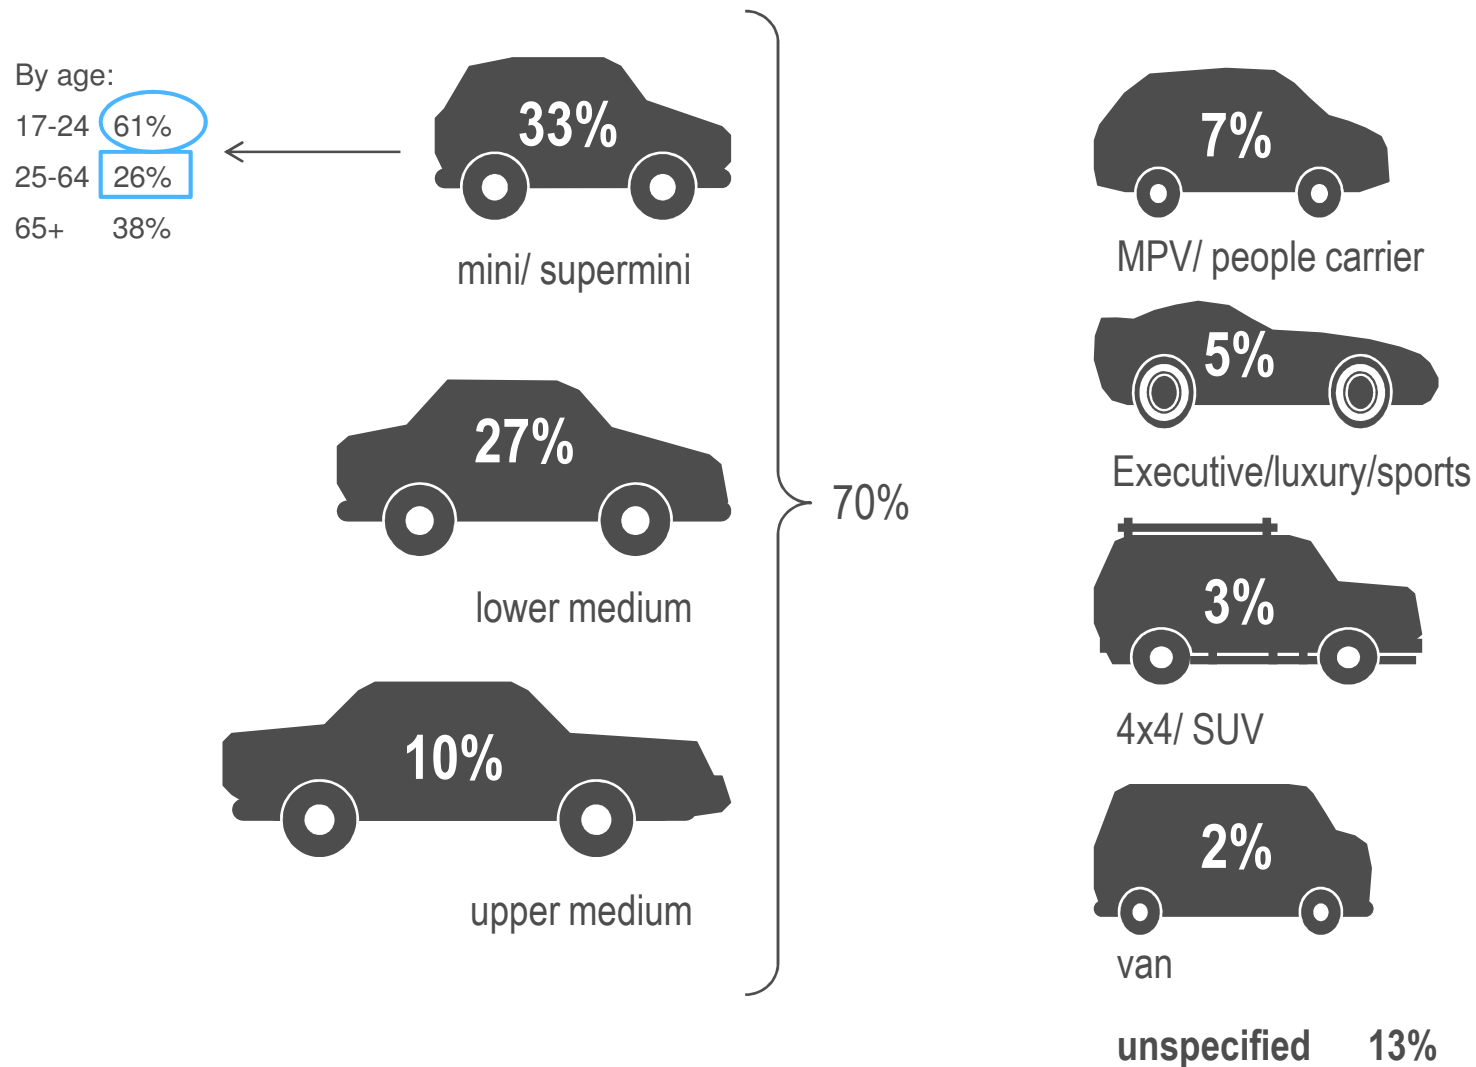 By age:
17-24 61%
25-64 26%
65+ 38%
33%
mini/ supermini
27%
lower medium
10%
upper medium
70%
7%
MPV/ people carrier
5%
Executive/luxury/sports
3%
4x4/ SUV
2%
van
unspecified 13%